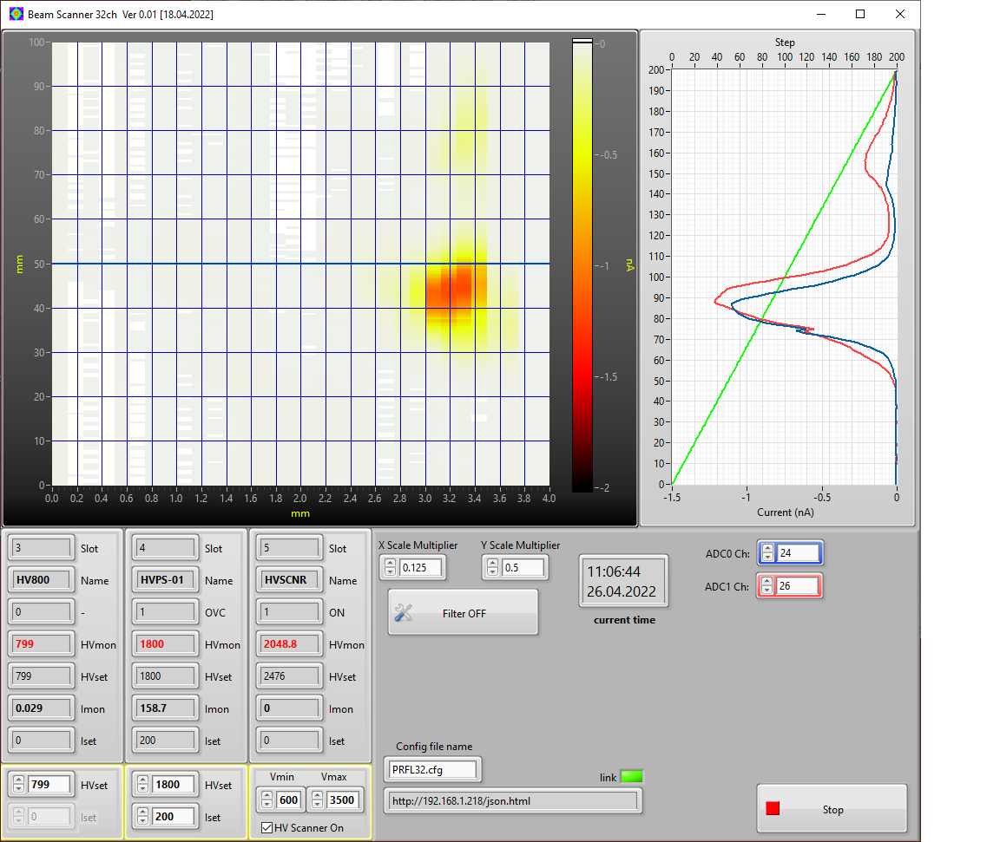 Beam Scanner 32ch Ver 0.01 [18.04.2022]
100
90
80
70
60
50
40
30
20
10
0
mm
0.0 0.2 0.4 0.6 0.8 1.0 1.2 1.4 1.6 1.8 2.0 2.2 2.4 2.6 2.8 3.0 3.2 3.4 3.6 3.8 4.0
mm
-0
-0.5
-1
-1.5
-2
nA
Step
0 20 40 60 80 100 120 140 160 180 200
200
190
180
170
160
150
140
130
120
110
100
90
80
70
60
50
40
30
20
10
0
-1.5 -1 -0.5 0
Current (nA)
3 Slot
HV800 Name
0 -
799 HVmon
799 HVset
0.029 Imon
0 Iset
799 HVset
0 Iset
4 Slot
HVPS-01 Name
1 OVC
1800 HVmon
1800 HVset
158.7 Imon
200 Iset
1800 HVset
200 Iset
5 Slot
HVSCNR Name
1 ON
2048.8 HVmon
2476 HVset
0 Imon
0 Iset
Vmin Vmax
600 3500
HV Scanner On
X Scale Multiplier Y Scale Multiplier
0.125 0.5
Filter OFF
11:06:44
26.04.2022
current time
ADC0 Ch: 24
ADC1 Ch: 26
Config file name
PRFL32.cfg
link
http://192.168.1.218/json.html
Stop